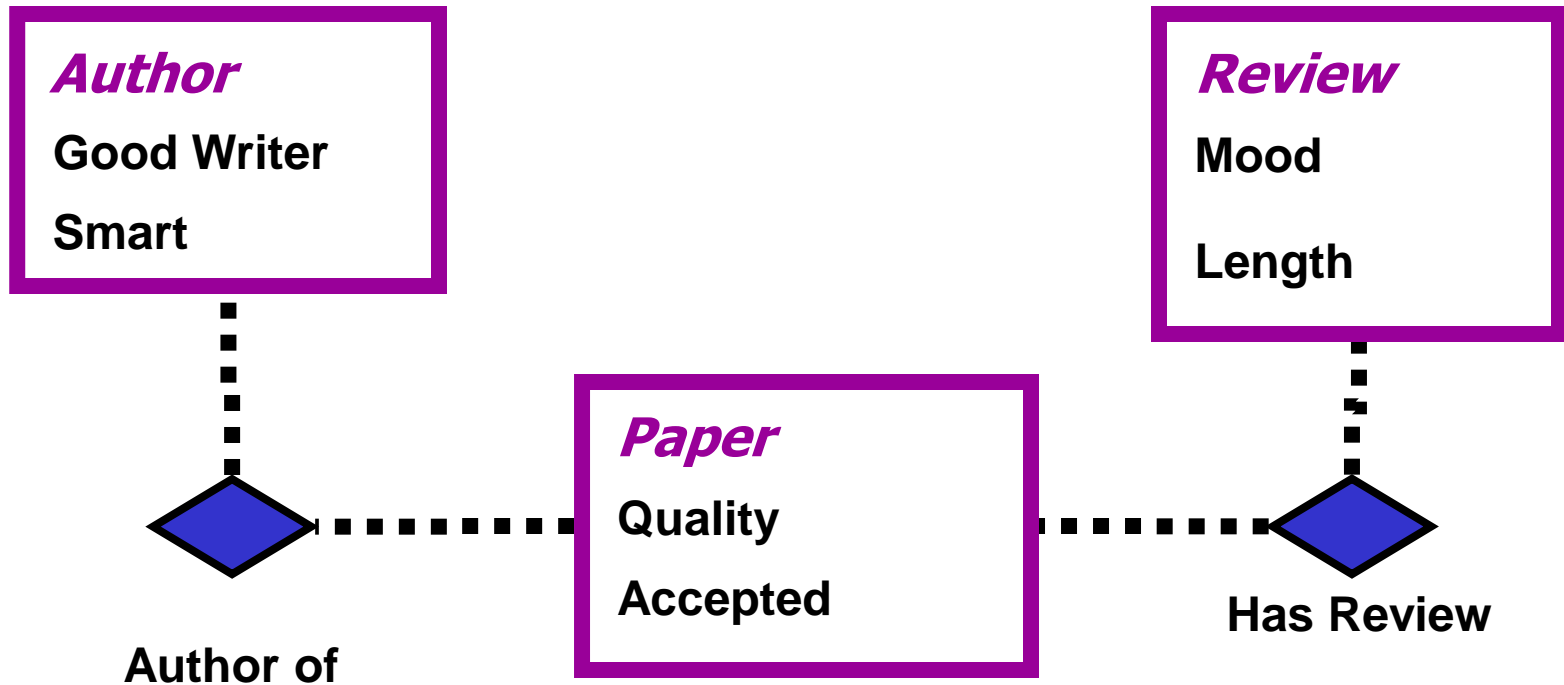 Author
Good Writer
Smart
Review
Mood
Length
Paper
Quality
Accepted
Author of
Has Review